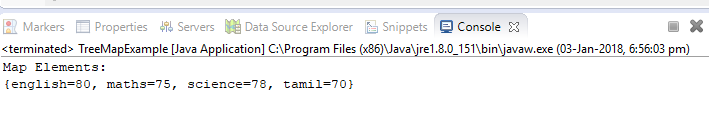 Markers Properties Servers Data Source Explorer Snippets Console
<terminated> TreeMapExample [Java Application] C:\Program Files (x86)\Java\jre1.8.0_151\bin\javaw.exe (03-Jan-2018, 6:56:03 pm)
Map Elements:
{english=80, maths=75, science=78, tamil=70}